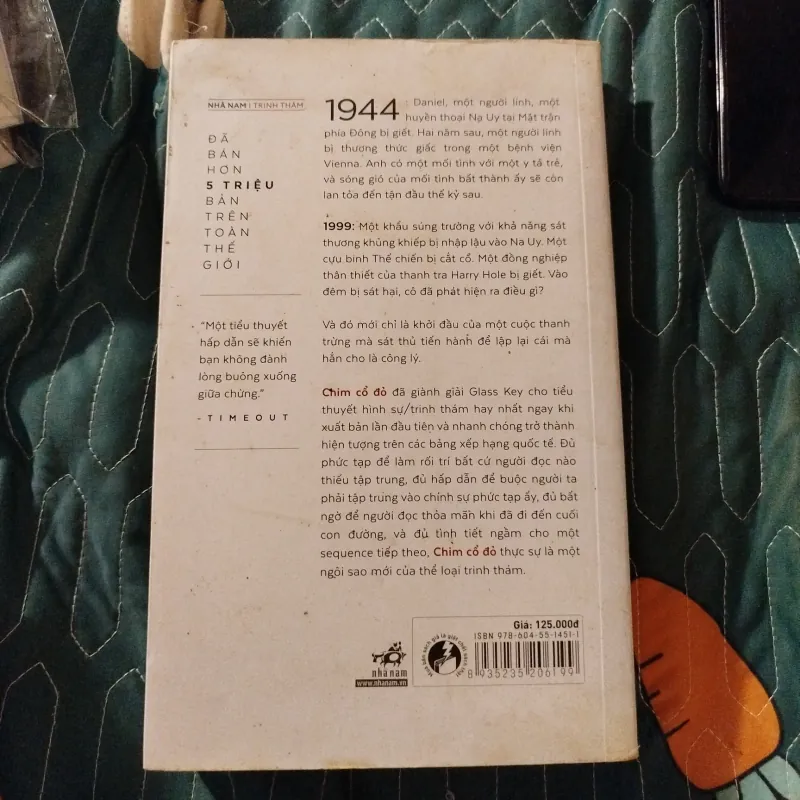 NHÃ NAM | TRINH THÁM
ĐÃ
BÁN
HƠN
5 TRIỆU
BẢN
TRÊN
TOÀN
THẾ
GIỚI
"Một tiểu thuyết
hấp dẫn sẽ khiến
bạn không đành
lòng buông xuống
giữa chừng."
- TIMEOUT
1944: Daniel, một người lính, một
huyền thoại Na Uy tại Mặt trận
phía Đông bị giết. Hai năm sau, một người lính
bị thương thức giấc trong một bệnh viện
Vienna. Anh có một mối tình với một y tá trẻ,
và sóng gió của mối tình bất thành ấy sẽ còn
lan tỏa đến tận đầu thế kỷ sau.
1999: Một khẩu súng trường với khả năng sát
thương khủng khiếp bị nhập lậu vào Na Uy. Một
cựu binh Thế chiến bị cắt cổ. Một đồng nghiệp
thân thiết của thanh tra Harry Hole bị giết. Vào
đêm bị sát hại, cô đã phát hiện ra điều gì?
Và đó mới chỉ là khởi đầu của một cuộc thanh
trừng mà sát thủ tiến hành để lập lại cái mà
hắn cho là công lý.
Chim cổ đỏ đã giành giải Glass Key cho tiểu
thuyết hình sự/trinh thám hay nhất ngay khi
xuất bản lần đầu tiên và nhanh chóng trở thành
hiện tượng trên các bảng xếp hạng quốc tế. Đủ
phức tạp để làm rối trí bất cứ người đọc nào
thiếu tập trung, đủ hấp dẫn để buộc người ta
phải tập trung vào chính sự phức tạp ấy, đủ bất
ngờ để người đọc thỏa mãn khi đã đi đến cuối
con đường, và đủ tình tiết ngầm cho một
sequence tiếp theo, Chim cổ đỏ thực sự là một
ngôi sao mới của thể loại trinh thám.
Giá: 125.000đ
ISBN 978-604-55-1451-1
8 935235 206199
nhã nam
www.nhanam.vn